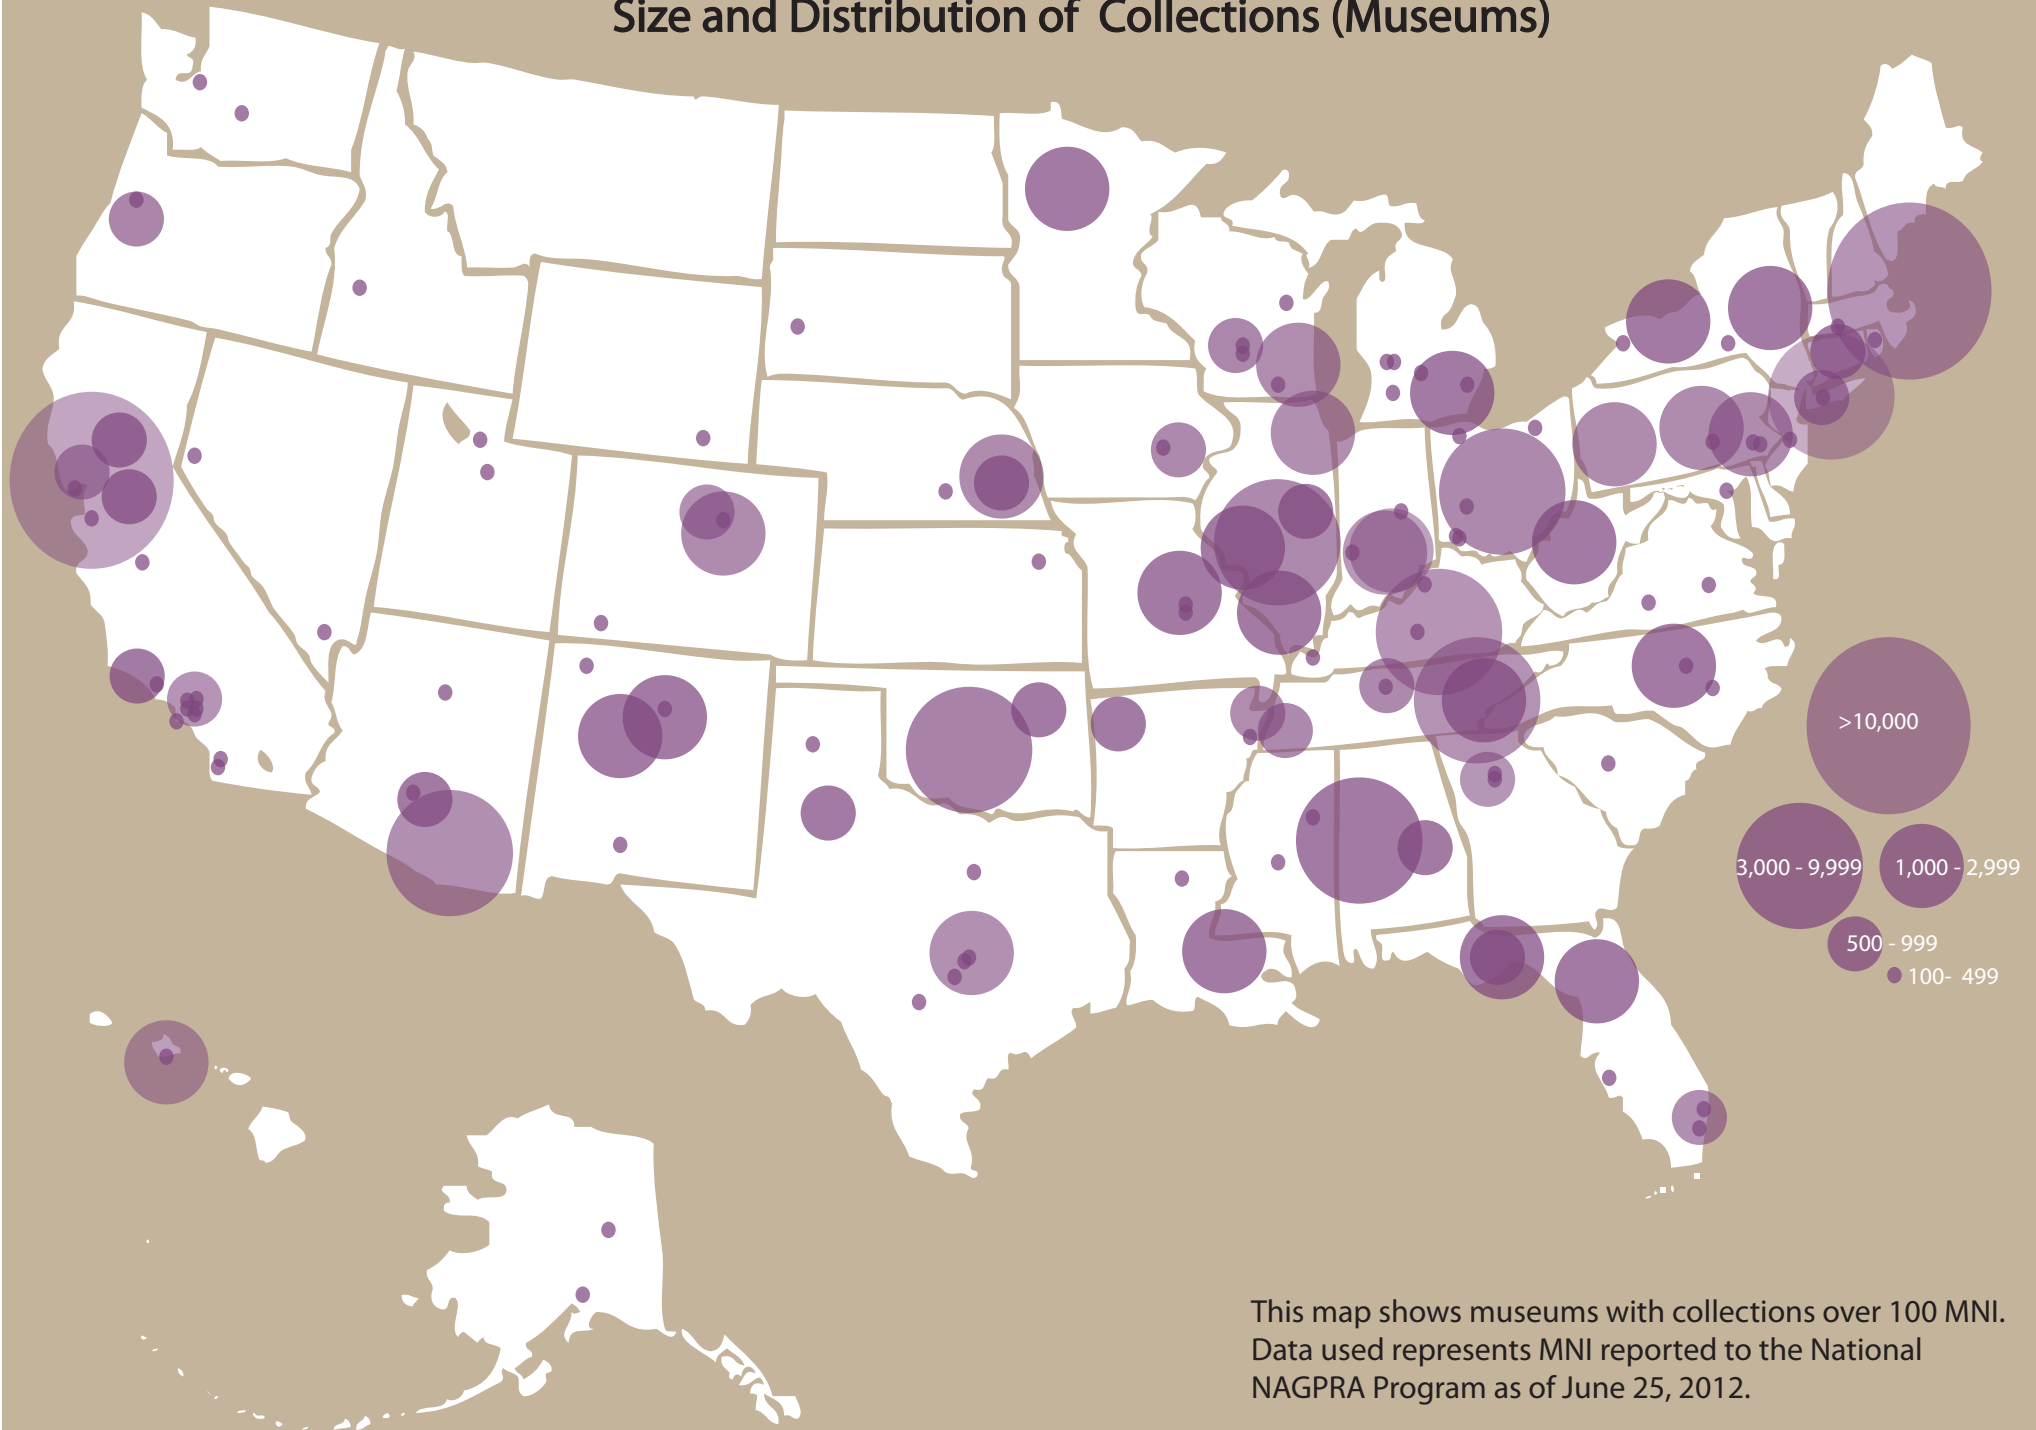 Size and Distribution of  Collections (Museums)
>10,000
3,000 - 9,999
1,000 - 2,999
500 - 999
100-  499
This map shows museums with collections over 100 MNI.
Data used represents MNI reported to the National
NAGPRA Program as of June 25, 2012.